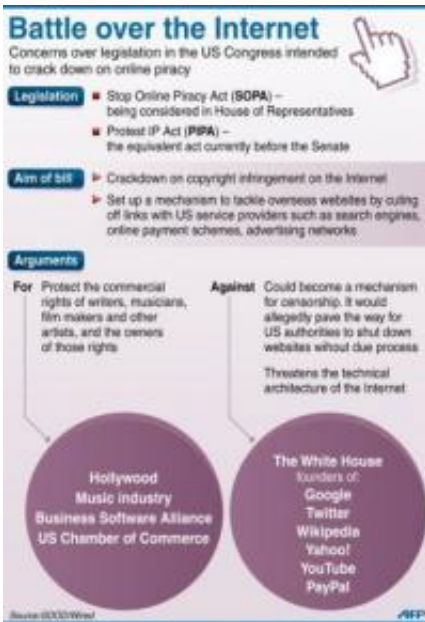 Battle over the Internet
Concerns over legislation in the US Congress intended
to crack down on online piracy
Legislation
Stop Online Piracy Act (SOPA) –
being considered in House of Representatives
Protest IP Act (PIPA) –
the equivalent act currently before the Senate
Aim of bill
Crackdown on copyright infringement on the Internet
Set up a mechanism to tackle overseas websites by cuting
off links with US service providers such as search engines,
online payment schemes, advertising networks
Arguments
For
Protect the commercial
rights of writers, musicians,
film makers and other
artists, and the owners
of those rights
Against
Could become a mechanism
for censorship. It would
allegedly pave the way for
US authorities to shut down
websites wihout due process
Threatens the technical
architecture of the Internet
Hollywood
Music industry
Business Software Alliance
US Chamber of Commerce
The White House
founders of:
Google
Twitter
Wikipedia
Yahoo!
YouTube
PayPal
Source: GOOD/Wired
AFP